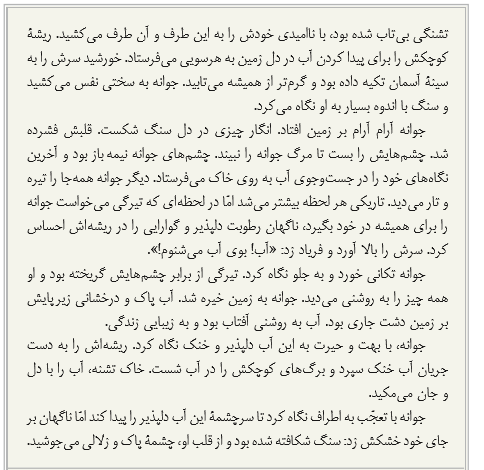 تشنگی بی‌تاب شده بود، با ناامیدی خودش را به این طرف و آن طرف می‌کشید. ریشهٔ
کوچکش را برای پیدا کردن آب در دل زمین به هرسویی می‌فرستاد. خورشید سرش را به
سینهٔ آسمان تکیه داده بود و گرم‌تر از همیشه می‌تابید. جوانه به سختی نفس می‌کشید
و سنگ با اندوه بسیار به او نگاه می‌کرد.
جوانه آرام آرام بر زمین افتاد. انگار چیزی در دل سنگ شکست. قلبش فشرده
شد. چشم‌هایش را بست تا مرگ جوانه را نبیند. چشم‌های جوانه نیمه باز بود و آخرین
نگاه‌های خود را در جست‌وجوی آب به روی خاک می‌فرستاد. دیگر جوانه همه‌جا را تیره
و تار می‌دید. تاریکی هر لحظه بیشتر می‌شد امّا در لحظه‌ای که تیرگی می‌خواست جوانه
را برای همیشه در خود بگیرد، ناگهان رطوبت دلپذیر و گوارایی را در ریشه‌اش احساس
کرد. سرش را بالا آورد و فریاد زد: «آب! بوی آب می‌شنوم!».
جوانه تکانی خورد و به جلو نگاه کرد. تیرگی از برابر چشم‌هایش گریخته بود و او
همه چیز را به روشنی می‌دید. جوانه به زمین خیره شد. آب پاک و درخشانی زیر پایش
بر زمین دشت جاری بود. آب به روشنی آفتاب بود و به زیبایی زندگی.
جوانه، با بهت و حیرت به این آب دلپذیر و خنک نگاه کرد. ریشه‌اش را به دست
جریان آب خنک سپرد و برگ‌های کوچکش را در آب شست. خاک تشنه، آب را با دل
و جان می‌مکید.
جوانه با تعجّب به اطراف نگاه کرد تا سرچشمهٔ این آب دلپذیر را پیدا کند امّا ناگهان بر
جای خود خشکش زد: سنگ شکافته شده بود و از قلب او، چشمهٔ پاک و زلالی می‌جوشید.